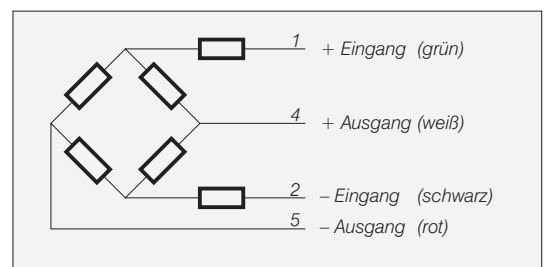 1 + Eingang (grün)
4 + Ausgang (weiß)
2 – Eingang (schwarz)
5 – Ausgang (rot)